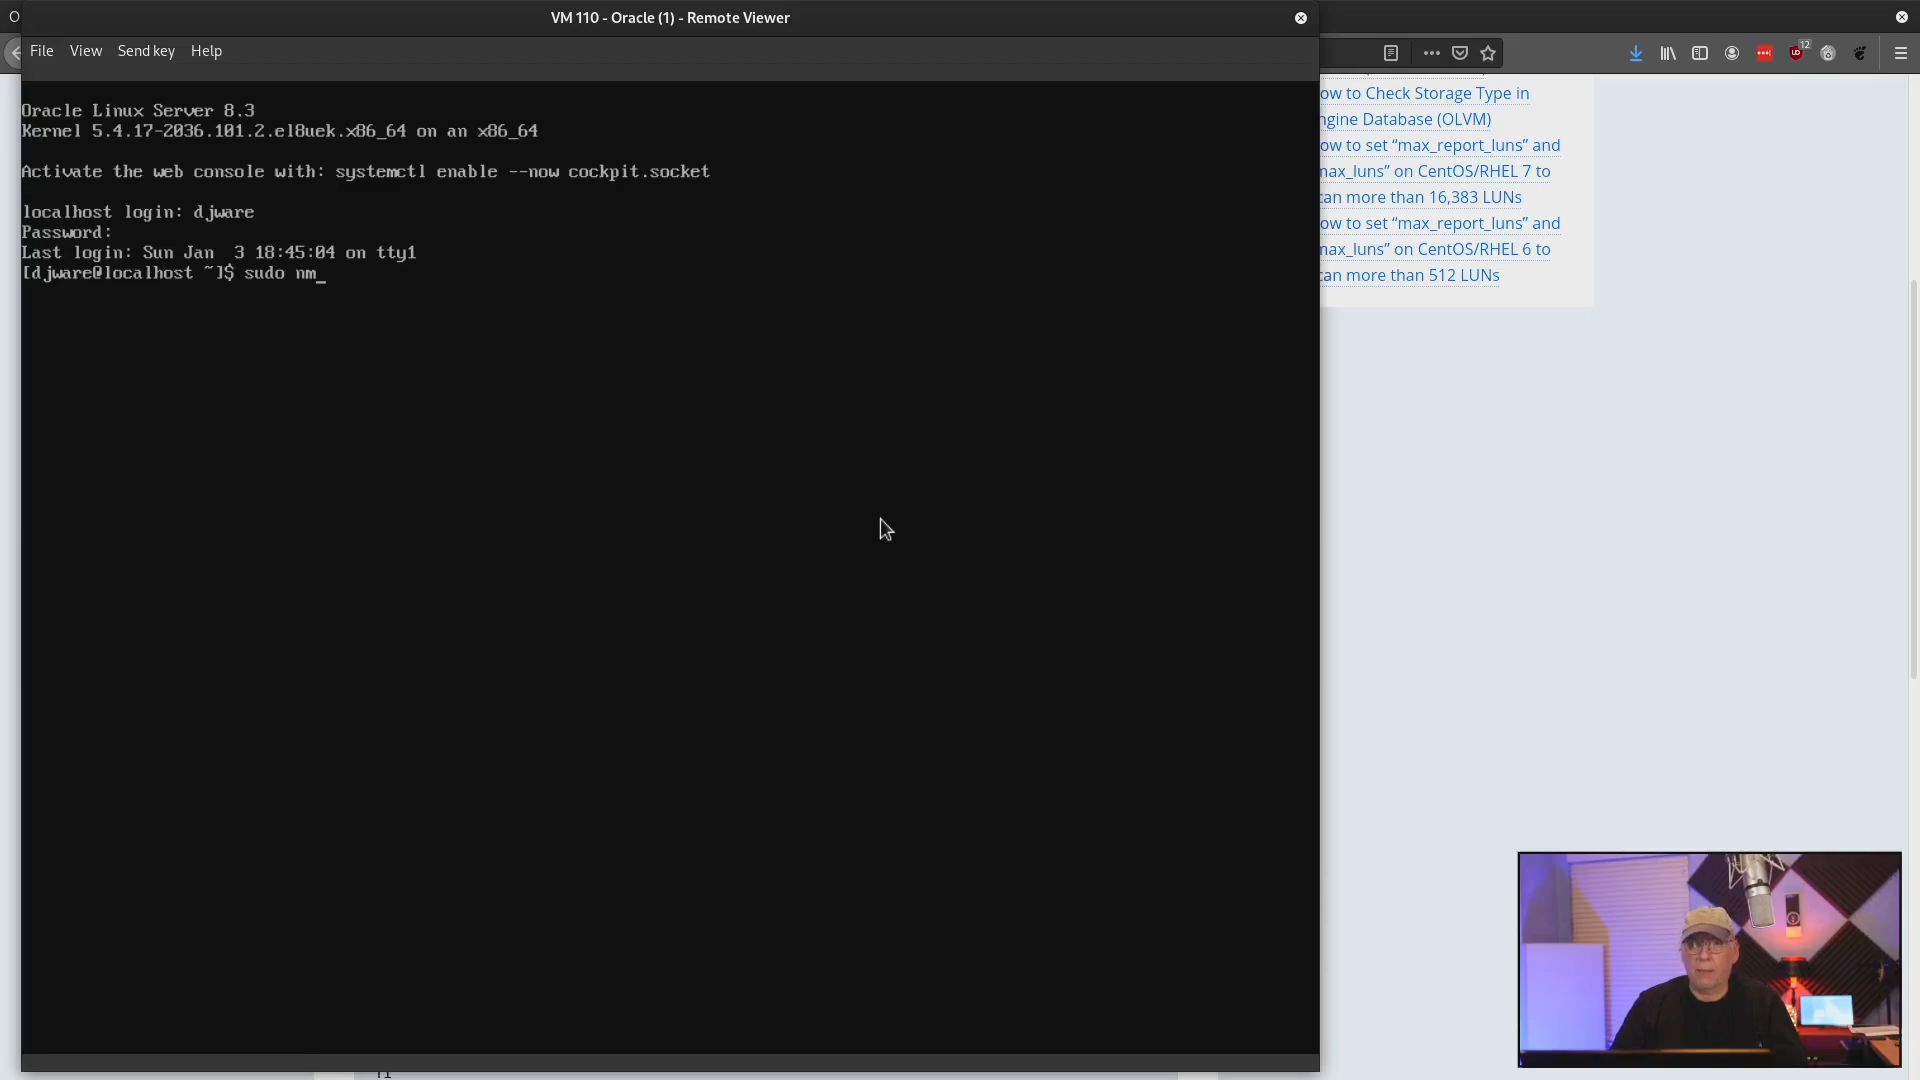 VM 110 - Oracle (1) - Remote Viewer
File View Send key Help
Oracle Linux Server 8.3
Kernel 5.4.17-2036.101.2.el8uek.x86_64 on an x86_64
Activate the web console with: systemctl enable --now cockpit.socket
localhost login: djware
Password:
Last login: Sun Jan  3 18:45:04 on tty1
[djware@localhost ~]$ sudo nm_
12
ow to Check Storage Type in
ngine Database (OLVM)
ow to set “max_report_luns” and
max_luns” on CentOS/RHEL 7 to
can more than 16,383 LUNs
ow to set “max_report_luns” and
max_luns” on CentOS/RHEL 6 to
can more than 512 LUNs